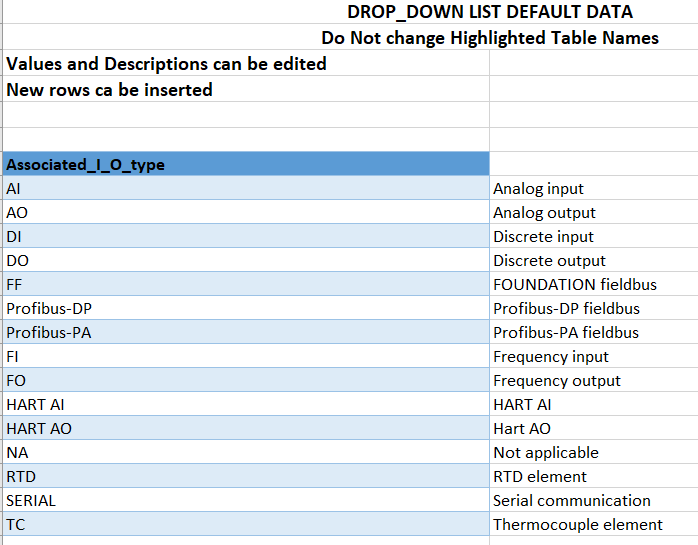 DROP_DOWN LIST DEFAULT DATA
Do Not change Highlighted Table Names
Values and Descriptions can be edited
New rows ca be inserted
Associated_I_O_type
AI Analog input
AO Analog output
DI Discrete input
DO Discrete output
FF FOUNDATION fieldbus
Profibus-DP Profibus-DP fieldbus
Profibus-PA Profibus-PA fieldbus
FI Frequency input
FO Frequency output
HART AI HART AI
HART AO Hart AO
NA Not applicable
RTD RTD element
SERIAL Serial communication
TC Thermocouple element